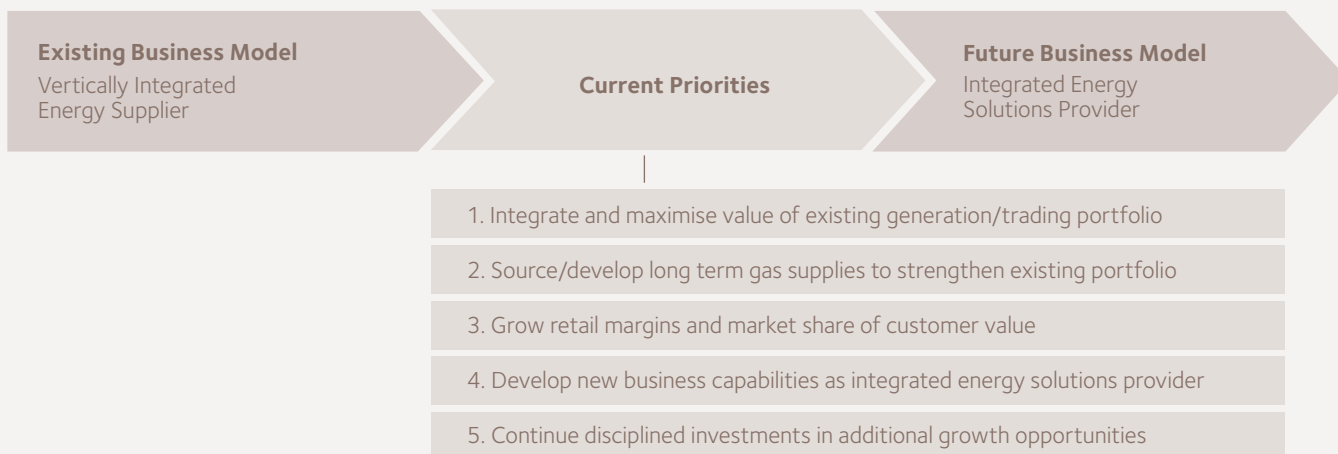 Existing Business Model
Vertically Integrated
Energy Supplier
Current Priorities
Future Business Model
Integrated Energy
Solutions Provider
1. Integrate and maximise value of existing generation/trading portfolio
2. Source/develop long term gas supplies to strengthen existing portfolio
3. Grow retail margins and market share of customer value
4. Develop new business capabilities as integrated energy solutions provider
5. Continue disciplined investments in additional growth opportunities